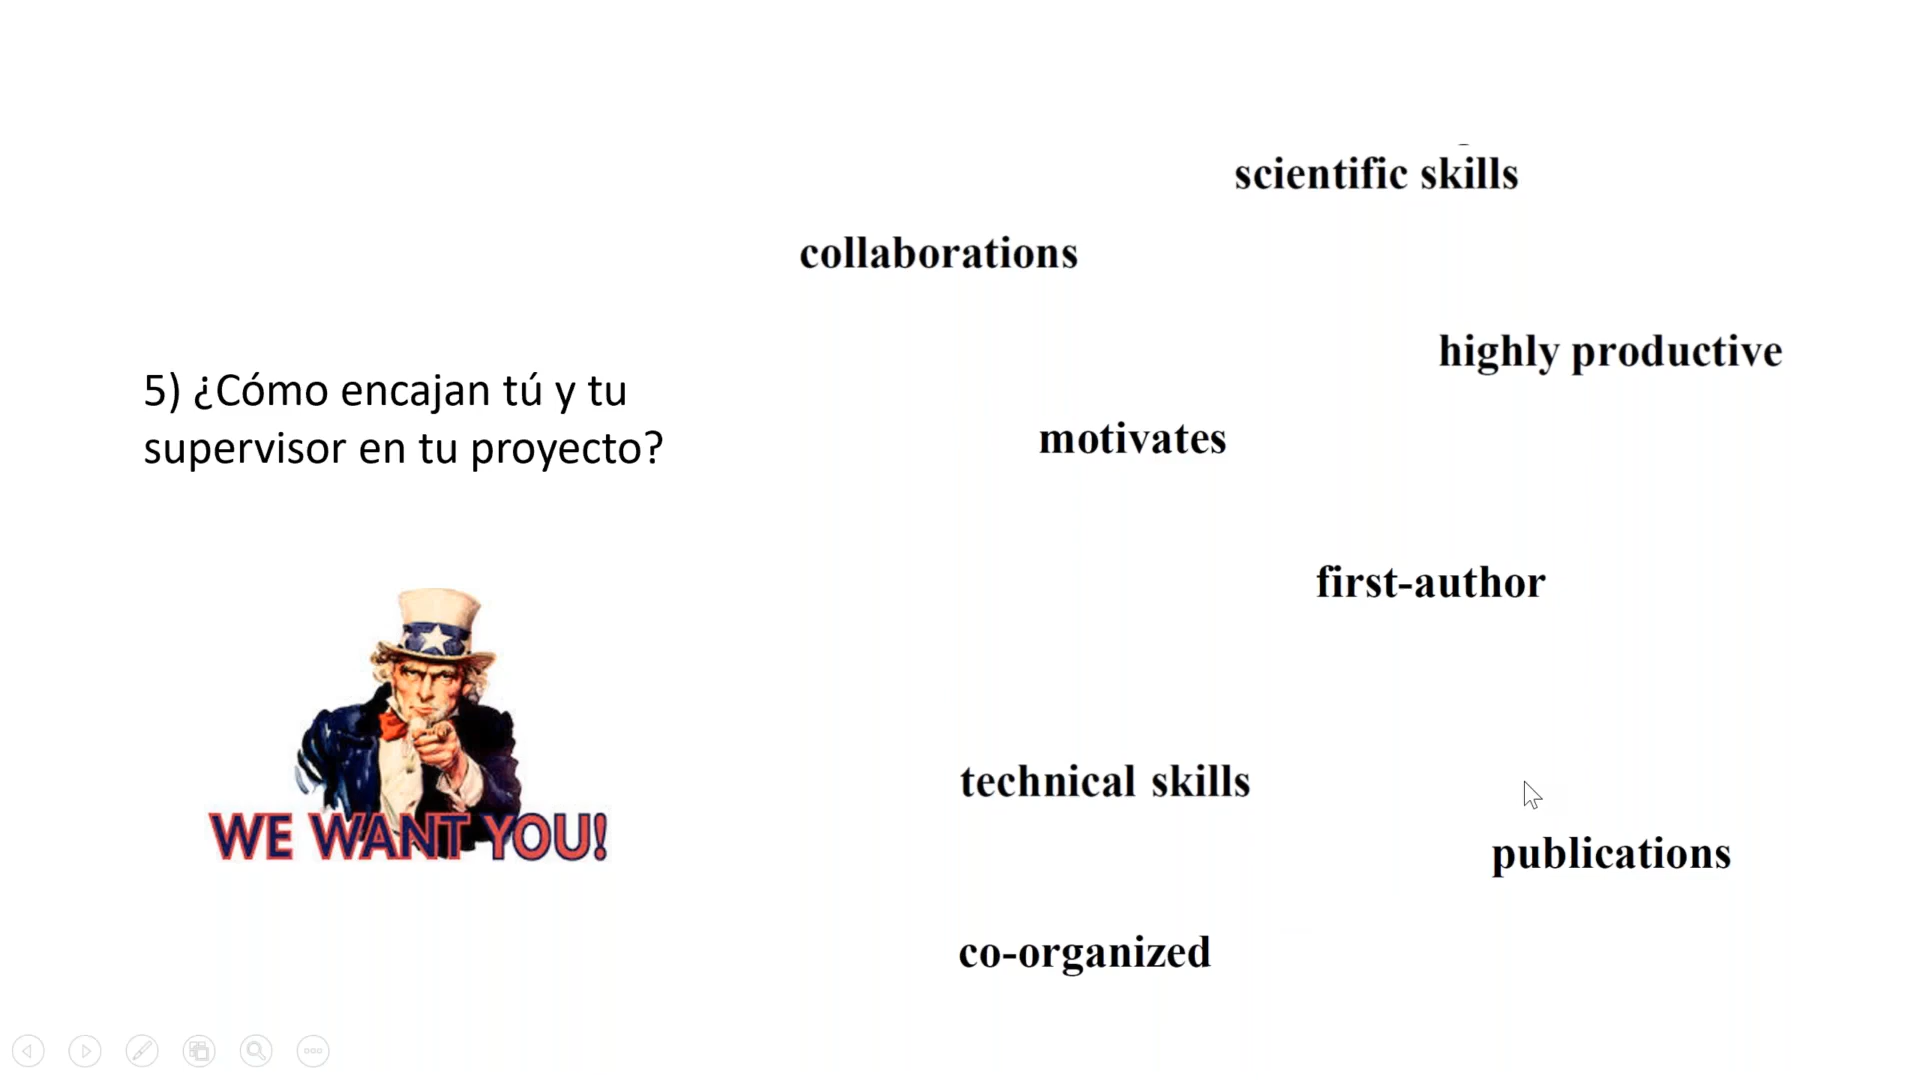 5) ¿Cómo encajan tú y tu
supervisor en tu proyecto?
WE WANT YOU!
scientific skills
collaborations
highly productive
motivates
first-author
technical skills
publications
co-organized